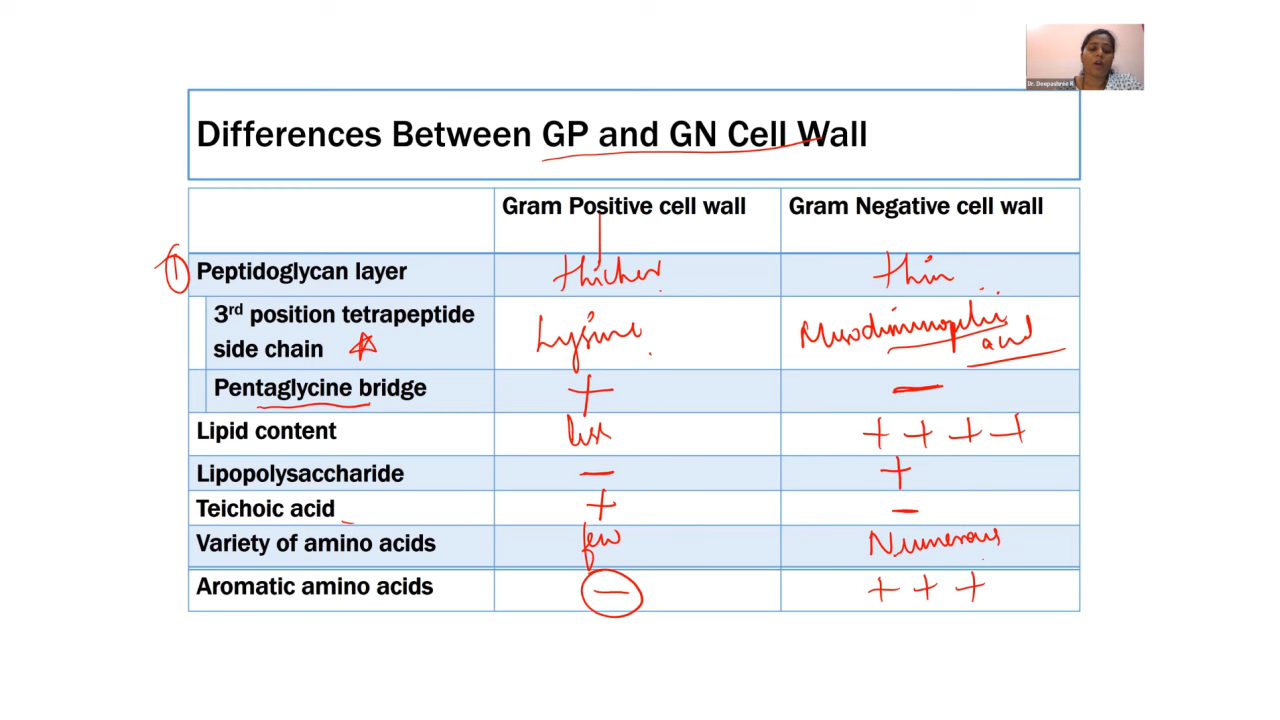 Dr. Deepashree R
Differences Between GP and GN Cell Wall
Gram Positive cell wall Gram Negative cell wall
① Peptidoglycan layer thicker thin
3rd position tetrapeptide
side chain Lysine acid
Pentaglycine bridge + —
Lipid content less + + + +
Lipopolysaccharide — +
Teichoic acid + —
Variety of amino acids few Numerous
Aromatic amino acids — + + +